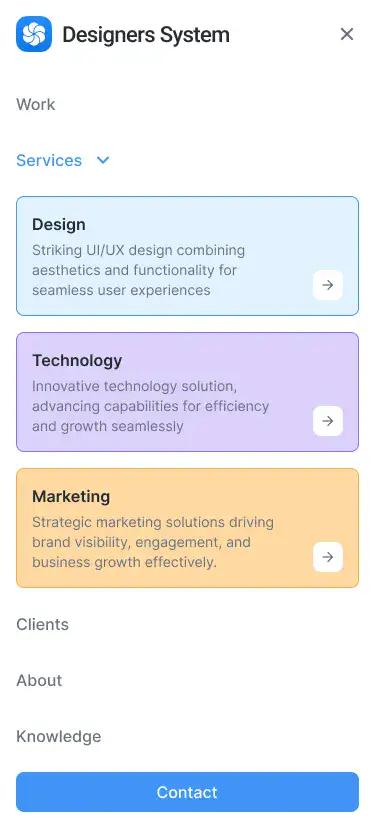 Designers System
Work
Services
Design
Striking UI/UX design combining
aesthetics and functionality for
seamless user experiences
Technology
Innovative technology solution,
advancing capabilities for efficiency
and growth seamlessly
Marketing
Strategic marketing solutions driving
brand visibility, engagement, and
business growth effectively.
Clients
About
Knowledge
Contact